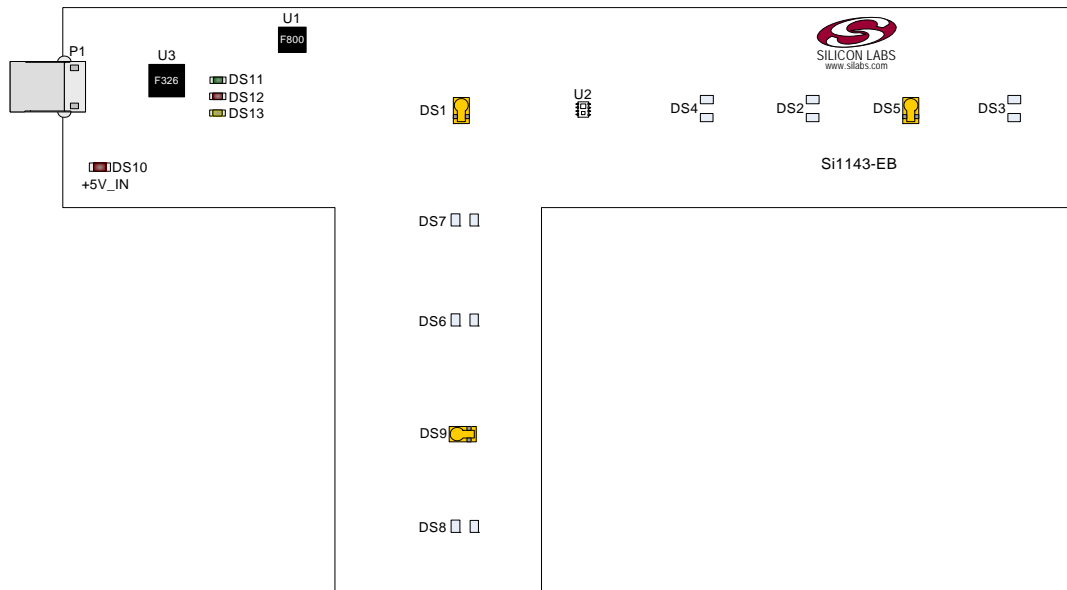 U1
F800
P1
U3
F326
DS11
DS12
DS13
DS10
+5V_IN
DS1
U2
DS4
DS2
DS5
DS3
SILICON LABS
www.silabs.com
Si1143-EB
DS7
DS6
DS9
DS8